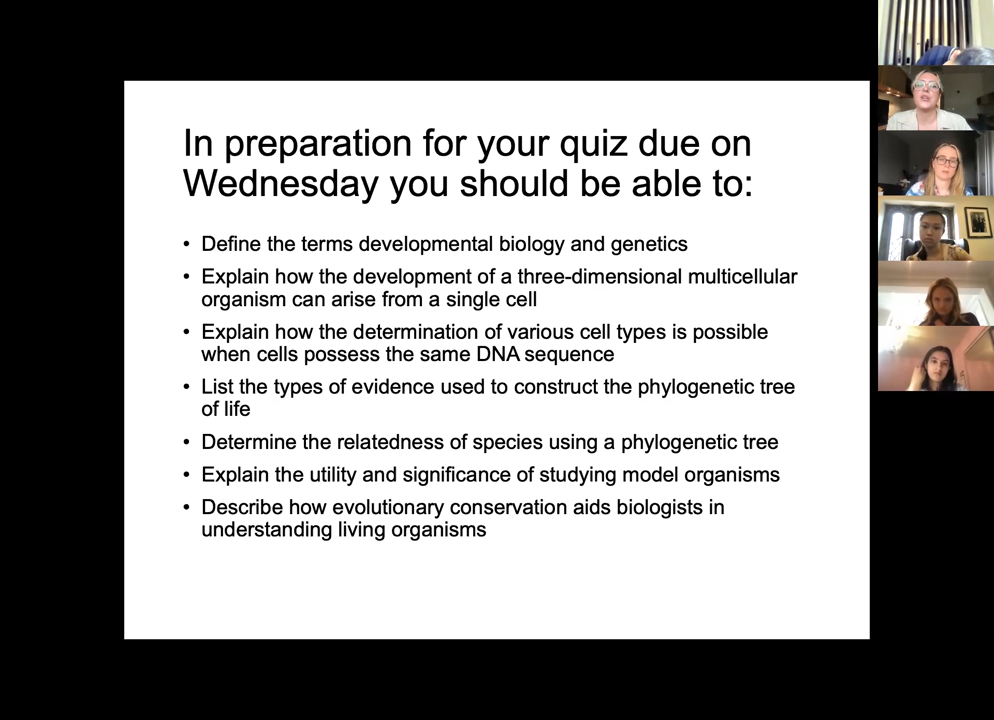 In preparation for your quiz due on
Wednesday you should be able to:
• Define the terms developmental biology and genetics
• Explain how the development of a three-dimensional multicellular
organism can arise from a single cell
• Explain how the determination of various cell types is possible
when cells possess the same DNA sequence
• List the types of evidence used to construct the phylogenetic tree
of life
• Determine the relatedness of species using a phylogenetic tree
• Explain the utility and significance of studying model organisms
• Describe how evolutionary conservation aids biologists in
understanding living organisms